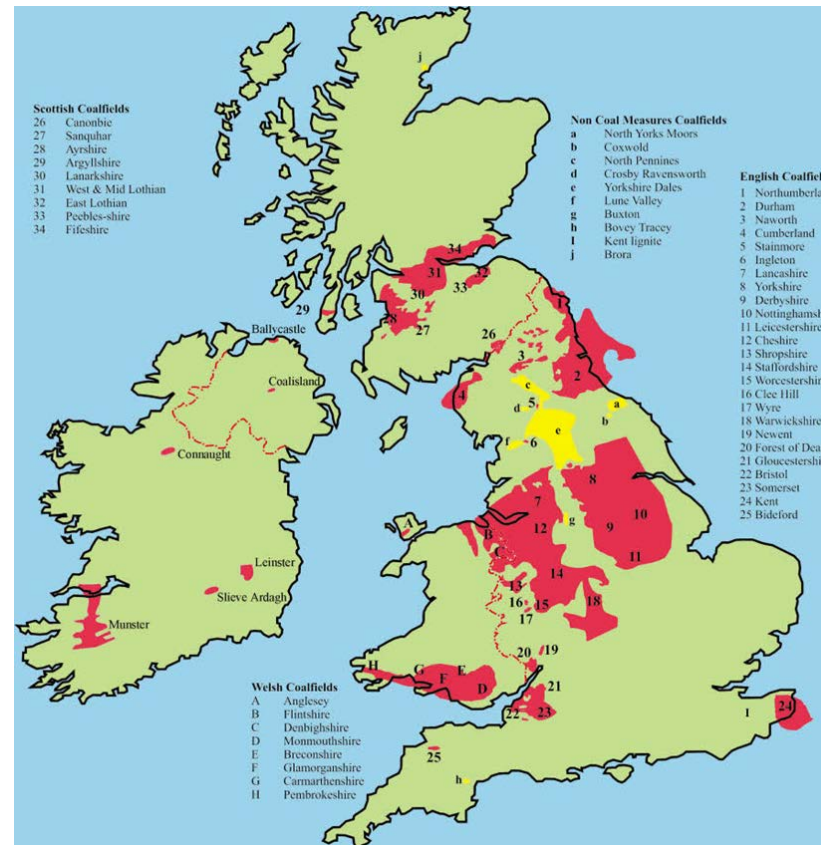 Scottish Coalfields
26 Canonbie
27 Sanquhar
28 Ayrshire
29 Argyllshire
30 Lanarkshire
31 West & Mid Lothian
32 East Lothian
33 Peebles-shire
34 Fifeshire
Non Coal Measures Coalfields
a North Yorks Moors
b Coxwold
c North Pennines
d Crosby Ravensworth
e Yorkshire Dales
f Lune Valley
g Buxton
h Bovey Tracey
I Kent lignite
j Brora
English Coalfiel
1 Northumberla
2 Durham
3 Naworth
4 Cumberland
5 Stainmore
6 Ingleton
7 Lancashire
8 Yorkshire
9 Derbyshire
10 Nottinghamsh
11 Leicestershire
12 Cheshire
13 Shropshire
14 Staffordshire
15 Worcestershire
16 Clee Hill
17 Wyre
18 Warwickshire
19 Newent
20 Forest of Dea
21 Gloucestershi
22 Bristol
23 Somerset
24 Kent
25 Bideford
Welsh Coalfields
A Anglesey
B Flintshire
C Denbighshire
D Monmouthshire
E Breconshire
F Glamorganshire
G Carmarthenshire
H Pembrokeshire
j
34
31
32
30
33
29
28
27
1
26
Ballycastle
3
2
Coalisland
c
4
5
a
d
b
e
Connaught
f
6
8
7
g
10
A
12
9
B
11
C
Leinster
14
13
Slieve Ardagh
16
15
18
Munster
17
20
19
H
G
E
F
D
21
24
22
23
I
25
h